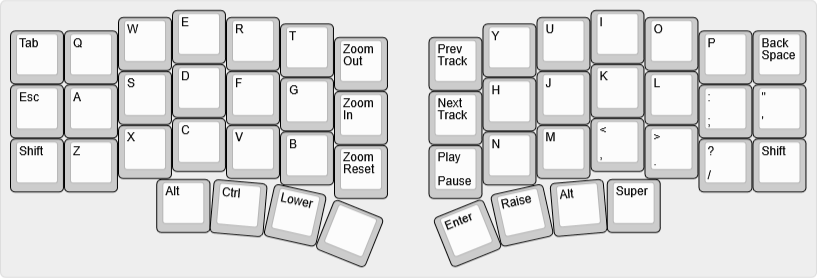 Tab Q W E R T Zoom Out Prev Track Y U I O P Back Space
Esc A S D F G Zoom In Next Track H J K L : ; " '
Shift Z X C V B Zoom Reset Play Pause N M < , > . ? / Shift
Alt Ctrl Lower Enter Raise Alt Super